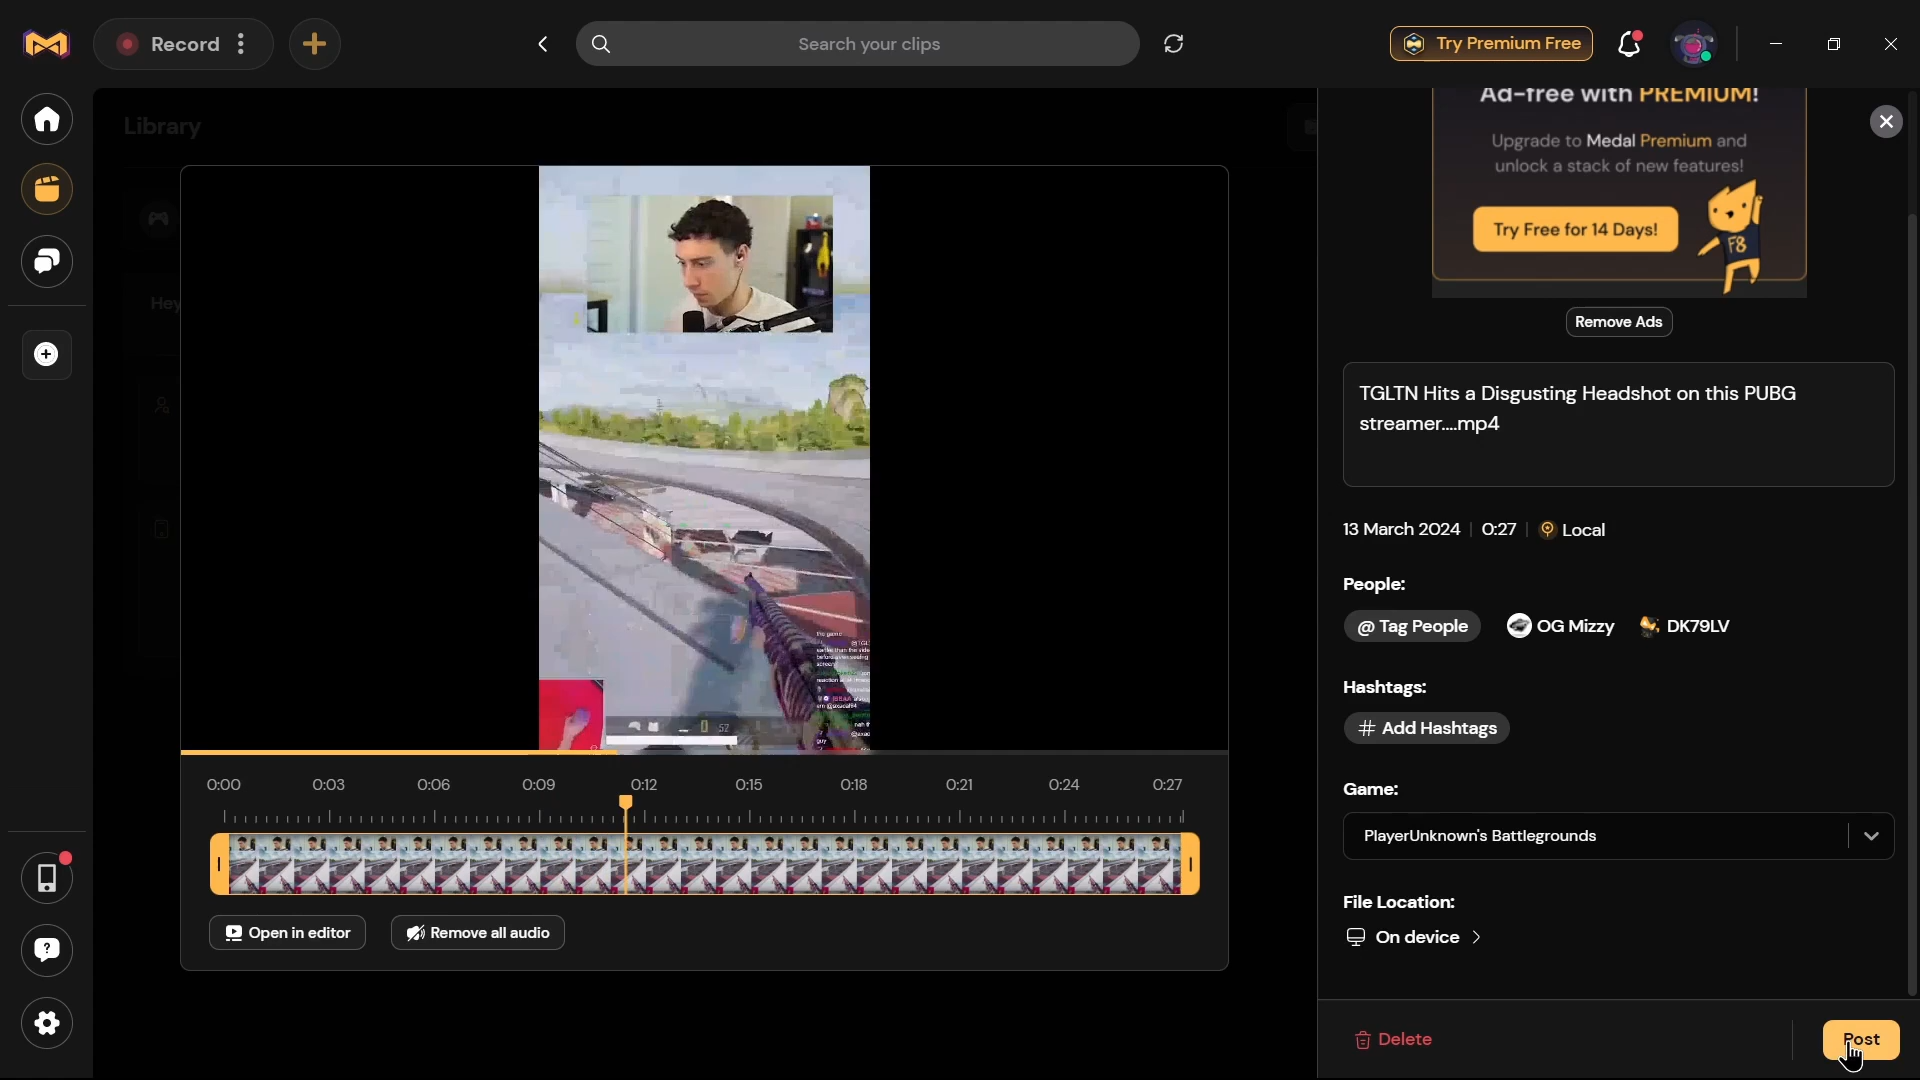 Record
Search your clips
Try Premium Free
Library
Hey
Ad-free with PREMIUM!
Upgrade to Medal Premium and
unlock a stack of new features!
Try Free for 14 Days!
F8
Remove Ads
TGLTN Hits a Disgusting Headshot on this PUBG
streamer....mp4
13 March 2024 | 0:27 | Local
People:
@ Tag People OG Mizzy DK79LV
Hashtags:
# Add Hashtags
Game:
PlayerUnknown's Battlegrounds
File Location:
On device
0:00 0:03 0:06 0:09 0:12 0:15 0:18 0:21 0:24 0:27
Open in editor
Remove all audio
Delete
Post